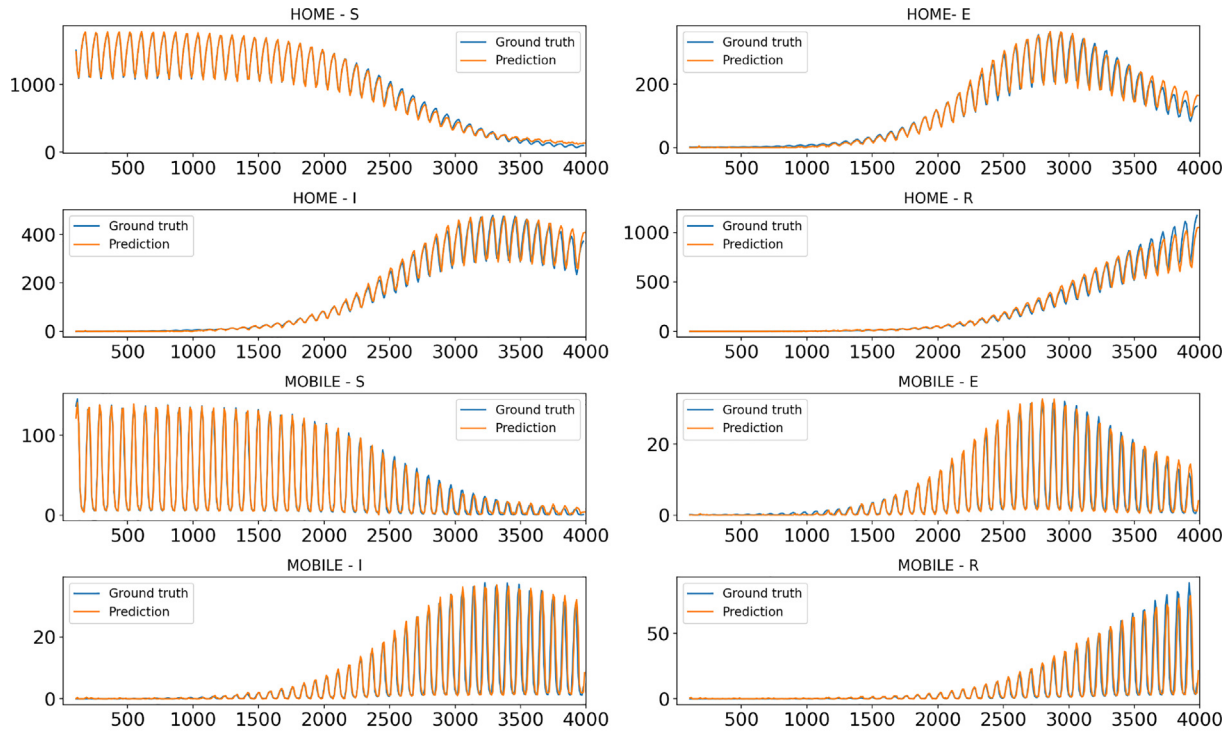 HOME - S
Ground truth
Prediction
1000
0
500 1000 1500 2000 2500 3000 3500 4000
HOME- E
Ground truth
Prediction
200
0
500 1000 1500 2000 2500 3000 3500 4000
HOME - I
Ground truth
Prediction
400
200
0
500 1000 1500 2000 2500 3000 3500 4000
HOME - R
Ground truth
Prediction
1000
500
0
500 1000 1500 2000 2500 3000 3500 4000
MOBILE - S
Ground truth
Prediction
100
0
500 1000 1500 2000 2500 3000 3500 4000
MOBILE - E
Ground truth
Prediction
20
0
500 1000 1500 2000 2500 3000 3500 4000
MOBILE - I
Ground truth
Prediction
20
0
500 1000 1500 2000 2500 3000 3500 4000
MOBILE - R
Ground truth
Prediction
50
0
500 1000 1500 2000 2500 3000 3500 4000